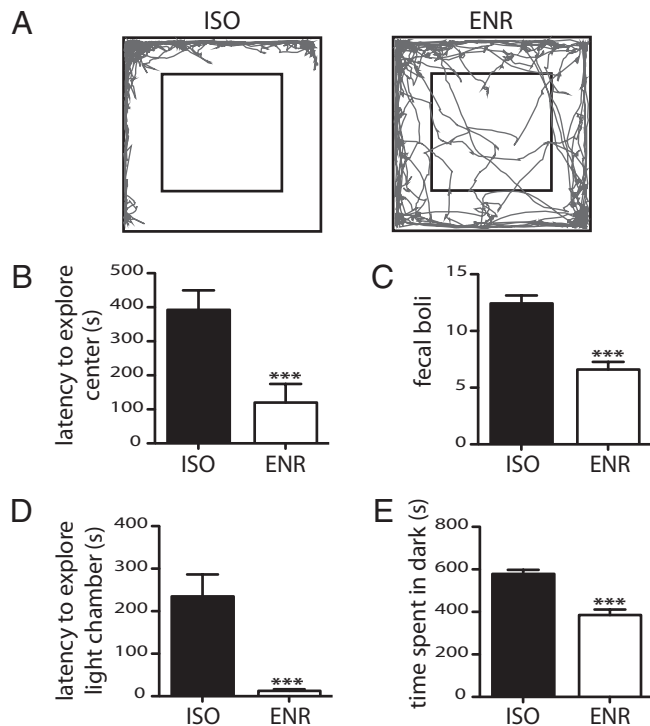 A
ISO
ENR
B
latency to explore
center (s)
500
400
300
200
100
0
***
ISO
ENR
C
fecal boli
15
10
5
0
***
ISO
ENR
D
latency to explore
light chamber (s)
400
300
200
100
0
***
ISO
ENR
E
time spent in dark (s)
800
600
400
200
0
***
ISO
ENR